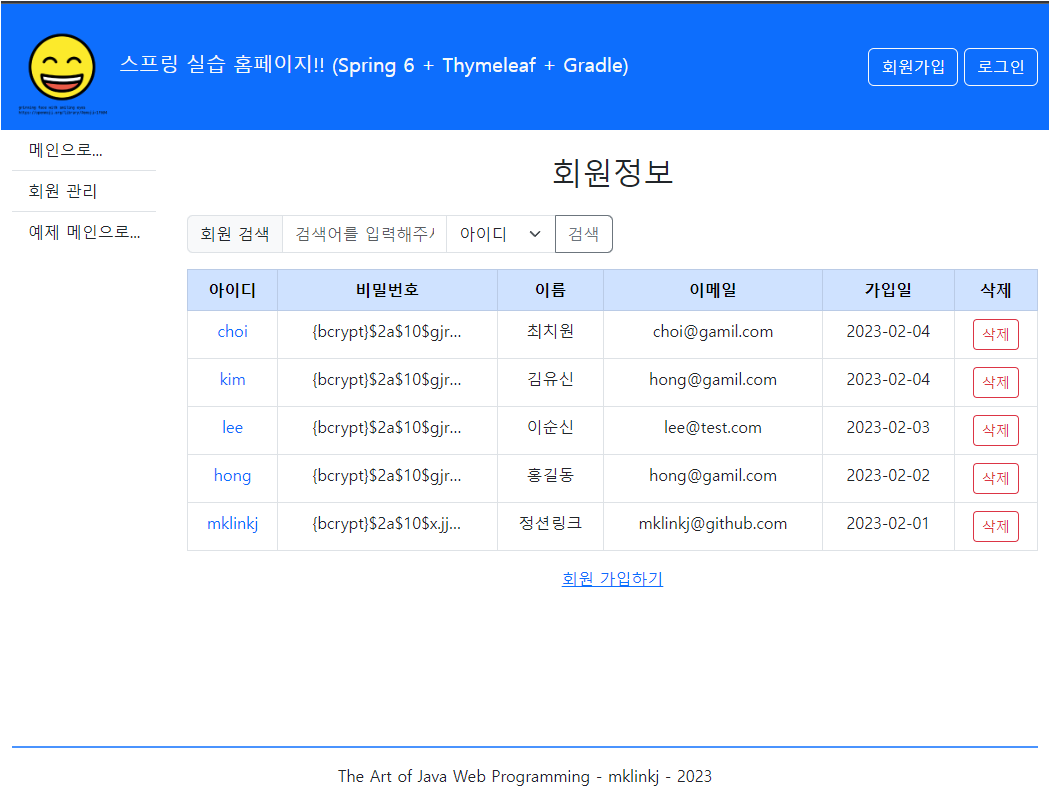 스프링 실습 홈페이지!! (Spring 6 + Thymeleaf + Gradle)
회원가입 로그인
메인으로...
회원 관리
예제 메인으로...
회원정보
회원 검색 검색어를 입력해주시 아이디 검색
아이디 비밀번호 이름 이메일 가입일 삭제
choi {bcrypt}$2a$10$gjr... 최치원 choi@gamil.com 2023-02-04 삭제
kim {bcrypt}$2a$10$gjr... 김유신 hong@gamil.com 2023-02-04 삭제
lee {bcrypt}$2a$10$gjr... 이순신 lee@test.com 2023-02-03 삭제
hong {bcrypt}$2a$10$gjr... 홍길동 hong@gamil.com 2023-02-02 삭제
mklinkj {bcrypt}$2a$10$x.jj... 정션링크 mklinkj@github.com 2023-02-01 삭제
회원 가입하기
The Art of Java Web Programming - mklinkj - 2023